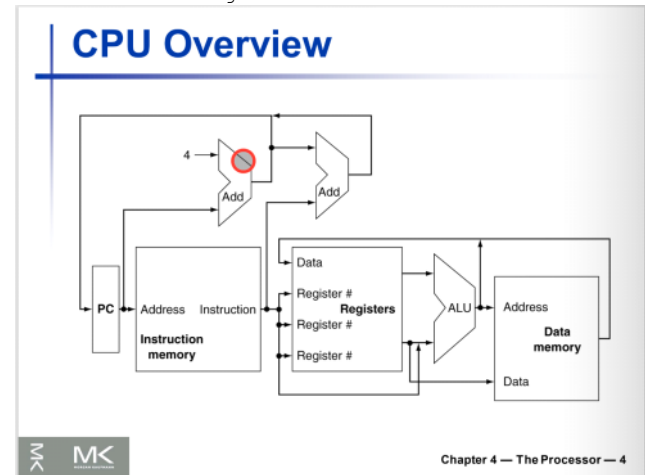 CPU Overview
4
Add
Add
Data
PC
Address
Instruction
Register #
Registers
ALU
Address
Instruction
memory
Register #
Data
memory
Register #
Data
MK
MK
Chapter 4 — The Processor — 4